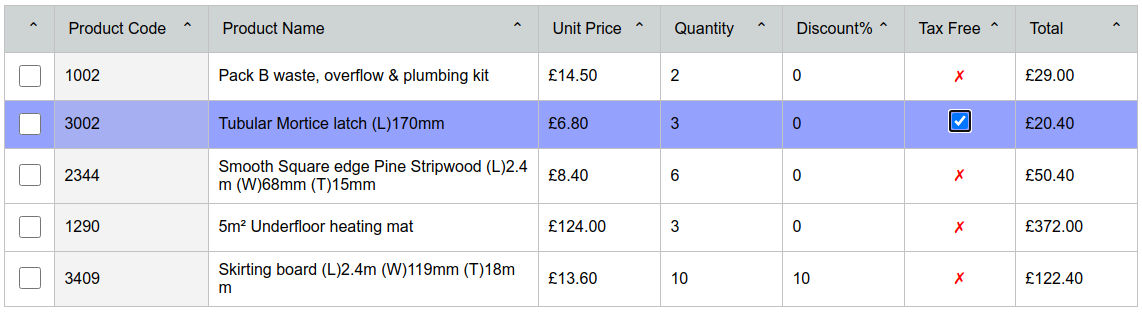 Product Code Product Name Unit Price Quantity Discount% Tax Free Total
1002 Pack B waste, overflow & plumbing kit £14.50 2 0 ✗ £29.00
3002 Tubular Mortice latch (L)170mm £6.80 3 0 £20.40
2344 Smooth Square edge Pine Stripwood (L)2.4 £8.40 6 0 ✗ £50.40
m (W)68mm (T)15mm
1290 5m² Underfloor heating mat £124.00 3 0 ✗ £372.00
3409 Skirting board (L)2.4m (W)119mm (T)18m £13.60 10 10 ✗ £122.40
m